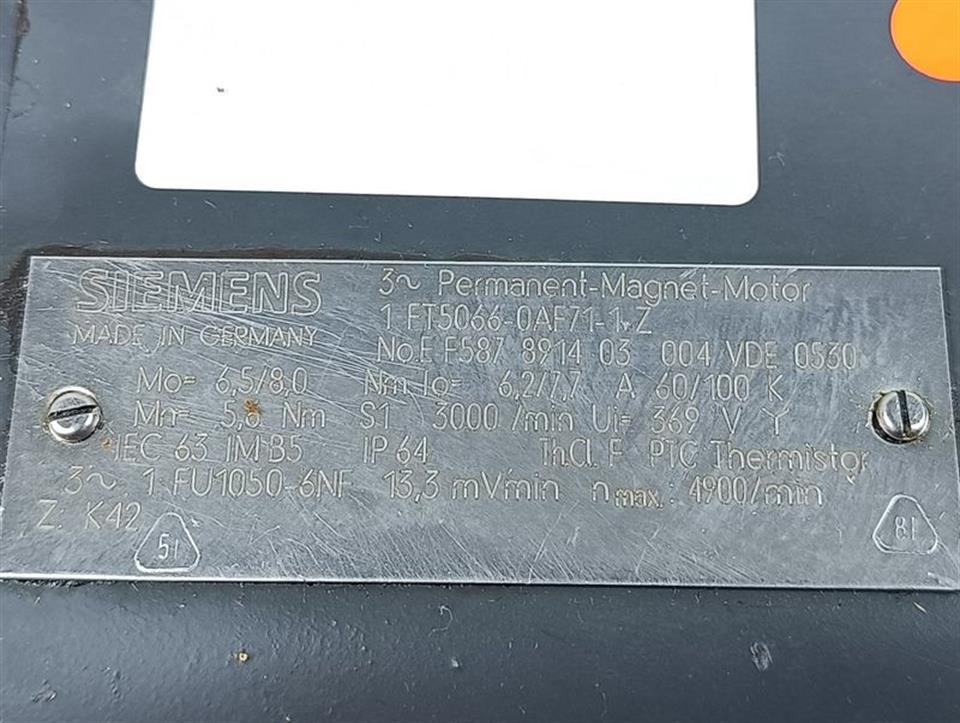 SIEMENS
MADE IN GERMANY
3~ Permanent-Magnet-Motor
1 FT5066-0AF71-1-Z
No.E F587 8914 03 004/VDE 0530
Mo= 6,5/8,0 Nm Io= 6,2/7,7 A 60/100 K
Mn= 5,6 Nm S1 3000/min Ui= 369/V Y
IEC 63 IM B5 IP 64 Th.Cl. F PTC Thermistor
3~ 1 FU1050-6NF 13,3 mV/min nmax. 4900/min
Z: K42
51
81